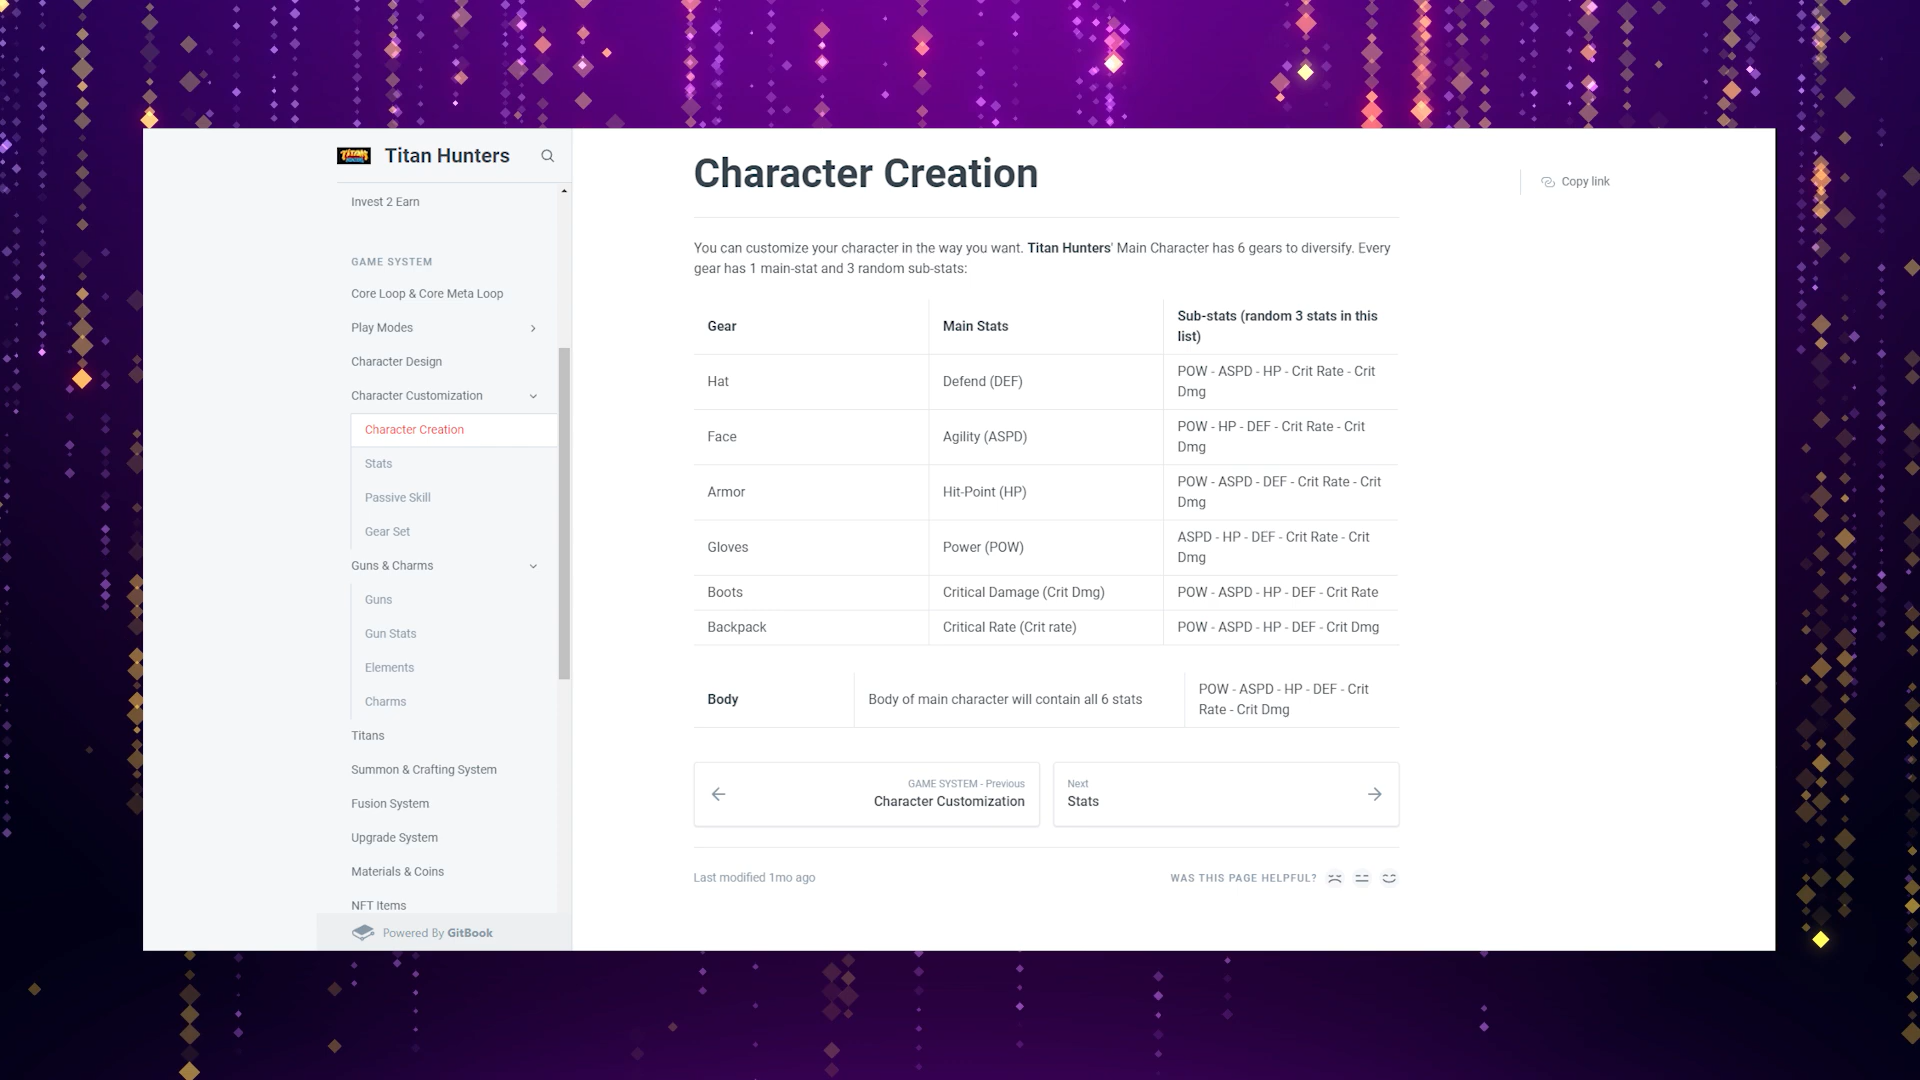 Titan Hunters
Invest 2 Earn
GAME SYSTEM
Core Loop & Core Meta Loop
Play Modes
Character Design
Character Customization
Character Creation
Stats
Passive Skill
Gear Set
Guns & Charms
Guns
Gun Stats
Elements
Charms
Titans
Summon & Crafting System
Fusion System
Upgrade System
Materials & Coins
NFT Items
Powered By GitBook
Character Creation
Copy link
You can customize your character in the way you want. Titan Hunters' Main Character has 6 gears to diversify. Every
gear has 1 main-stat and 3 random sub-stats:
Gear
Main Stats
Sub-stats (random 3 stats in this
list)
Hat
Defend (DEF)
POW - ASPD - HP - Crit Rate - Crit
Dmg
Face
Agility (ASPD)
POW - HP - DEF - Crit Rate - Crit
Dmg
Armor
Hit-Point (HP)
POW - ASPD - DEF - Crit Rate - Crit
Dmg
Gloves
Power (POW)
ASPD - HP - DEF - Crit Rate - Crit
Dmg
Boots
Critical Damage (Crit Dmg)
POW - ASPD - HP - DEF - Crit Rate
Backpack
Critical Rate (Crit rate)
POW - ASPD - HP - DEF - Crit Dmg
Body
Body of main character will contain all 6 stats
POW - ASPD - HP - DEF - Crit
Rate - Crit Dmg
GAME SYSTEM - Previous
Character Customization
Next
Stats
Last modified 1mo ago
WAS THIS PAGE HELPFUL?